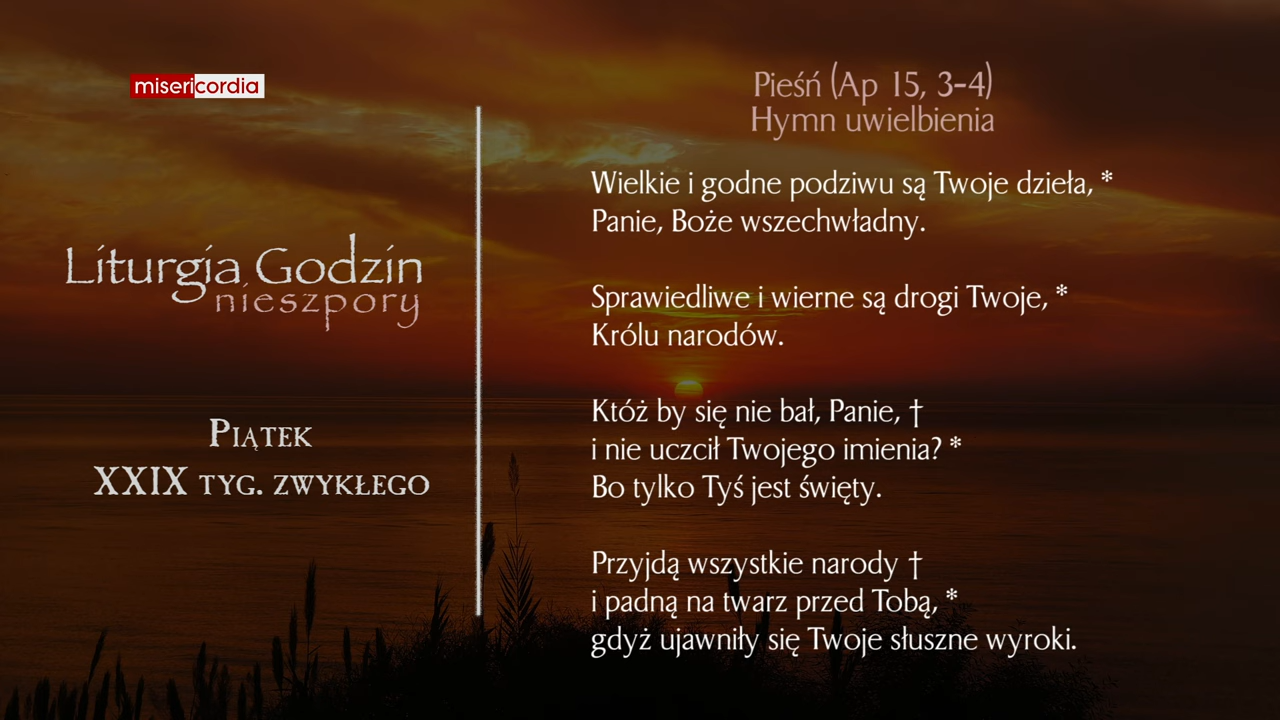 misericordia
Liturgia Godzin
nieszpory
Piątek
XXIX tyg. zwykłego
Pieśń (Ap 15, 3-4)
Hymn uwielbienia
Wielkie i godne podziwu są Twoje dzieła, *
Panie, Boże wszechwładny.
Sprawiedliwe i wierne są drogi Twoje, *
Królu narodów.
Któż by się nie bał, Panie, †
i nie uczcił Twojego imienia? *
Bo tylko Tyś jest święty.
Przyjdą wszystkie narody †
i padną na twarz przed Tobą, *
gdyż ujawniły się Twoje słuszne wyroki.